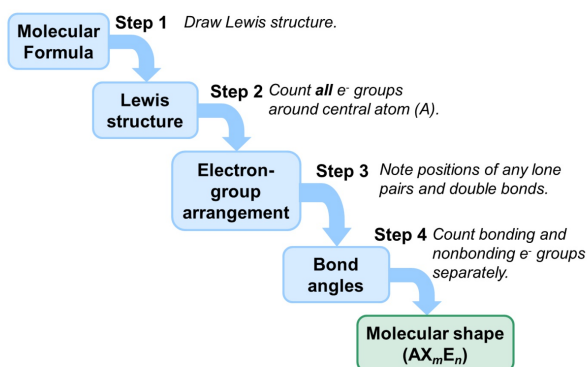 Molecular
Formula
Step 1 Draw Lewis structure.
Lewis
structure
Step 2 Count all e- groups
around central atom (A).
Electron-
group
arrangement
Step 3 Note positions of any lone
pairs and double bonds.
Bond
angles
Step 4 Count bonding and
nonbonding e- groups
separately.
Molecular shape
(AXmEn)